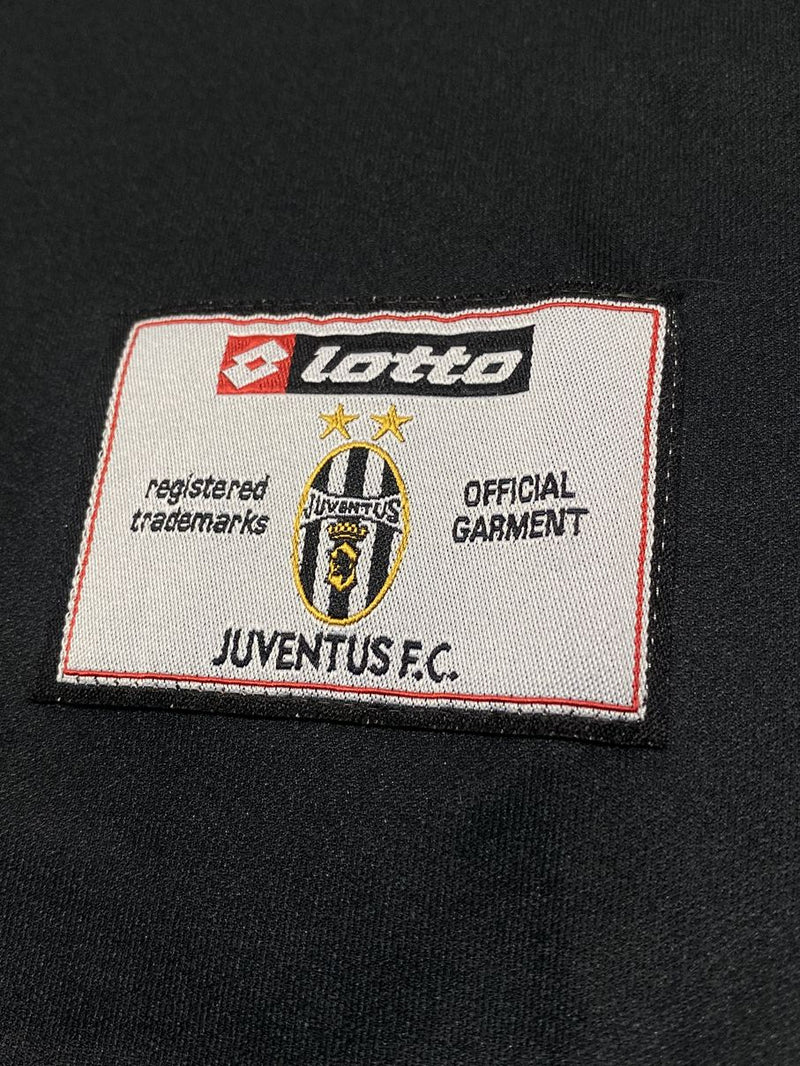 lotto
registered
trademarks
JUVENTUS
OFFICIAL
GARMENT
JUVENTUS F.C.